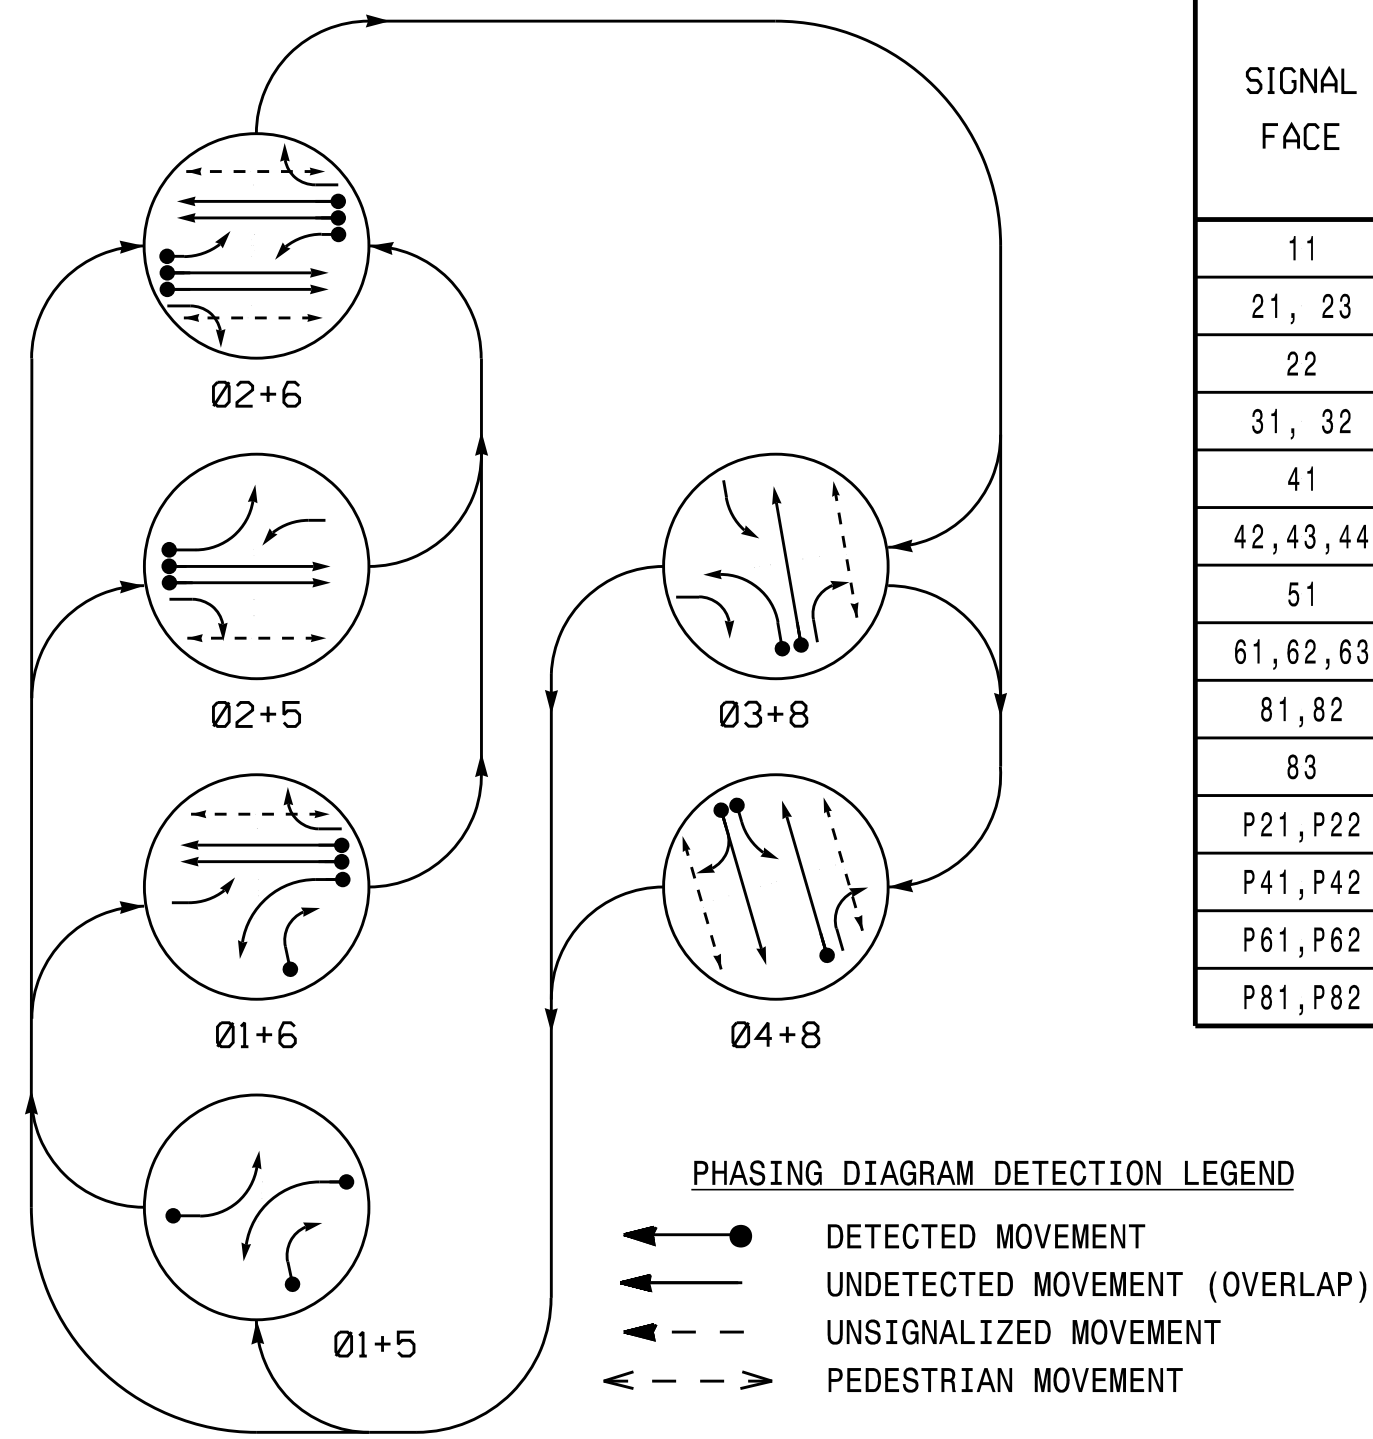 SIGNAL
FACE
11
21, 23
22
31, 32
41
42,43,44
51
61,62,63
81,82
83
P21,P22
P41,P42
P61,P62
P81,P82
Ø2+6
Ø2+5
Ø3+8
Ø1+6
Ø4+8
Ø1+5
PHASING DIAGRAM DETECTION LEGEND
DETECTED MOVEMENT
UNDETECTED MOVEMENT (OVERLAP)
UNSIGNALIZED MOVEMENT
PEDESTRIAN MOVEMENT